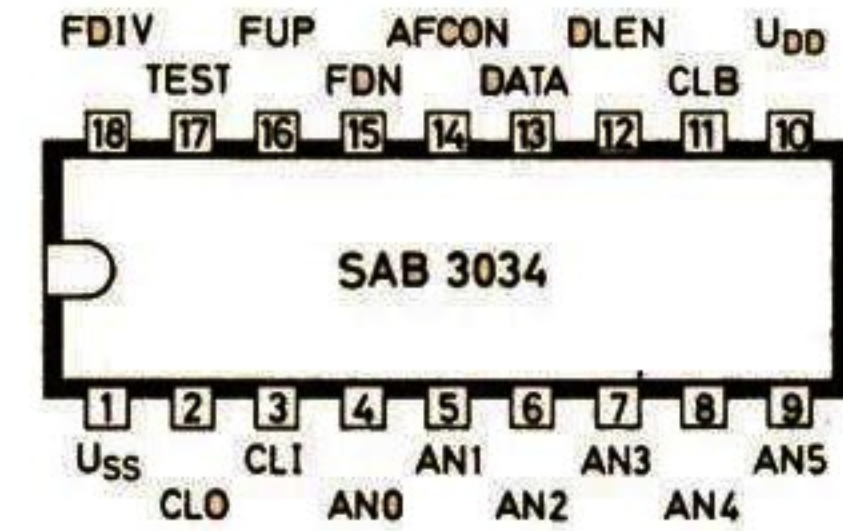 FDIV FUP AFCON DLEN UDD
TEST FDN DATA CLB
18 17 16 15 14 13 12 11 10
SAB 3034
1 2 3 4 5 6 7 8 9
USS CLI AN1 AN3 AN5
CLO AN0 AN2 AN4